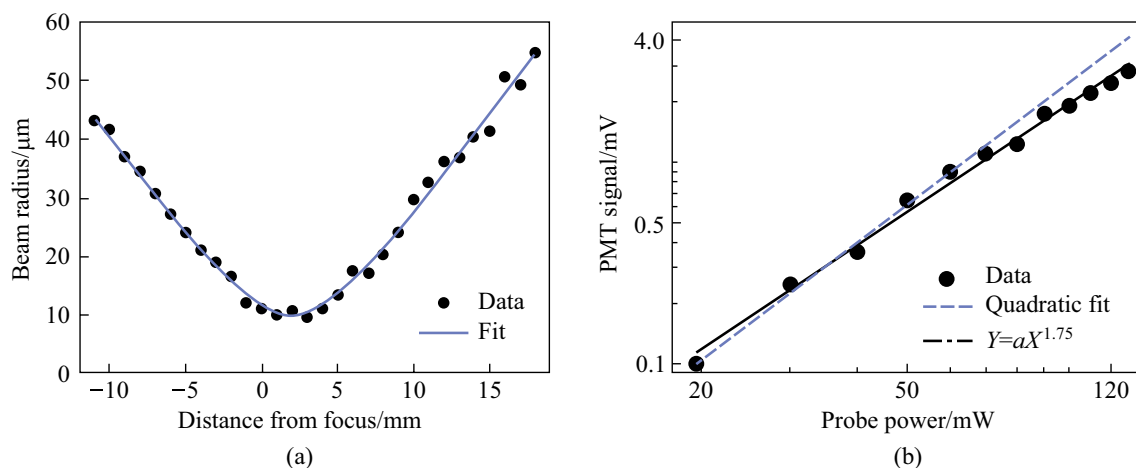 60
50
40
30
20
10
0
Beam radius/μm
Data
Fit
−10
−5
0
5
10
15
Distance from focus/mm
(a)
4.0
0.5
0.1
PMT signal/mV
Data
Quadratic fit
Y=aX^1.75
20
50
120
Probe power/mW
(b)